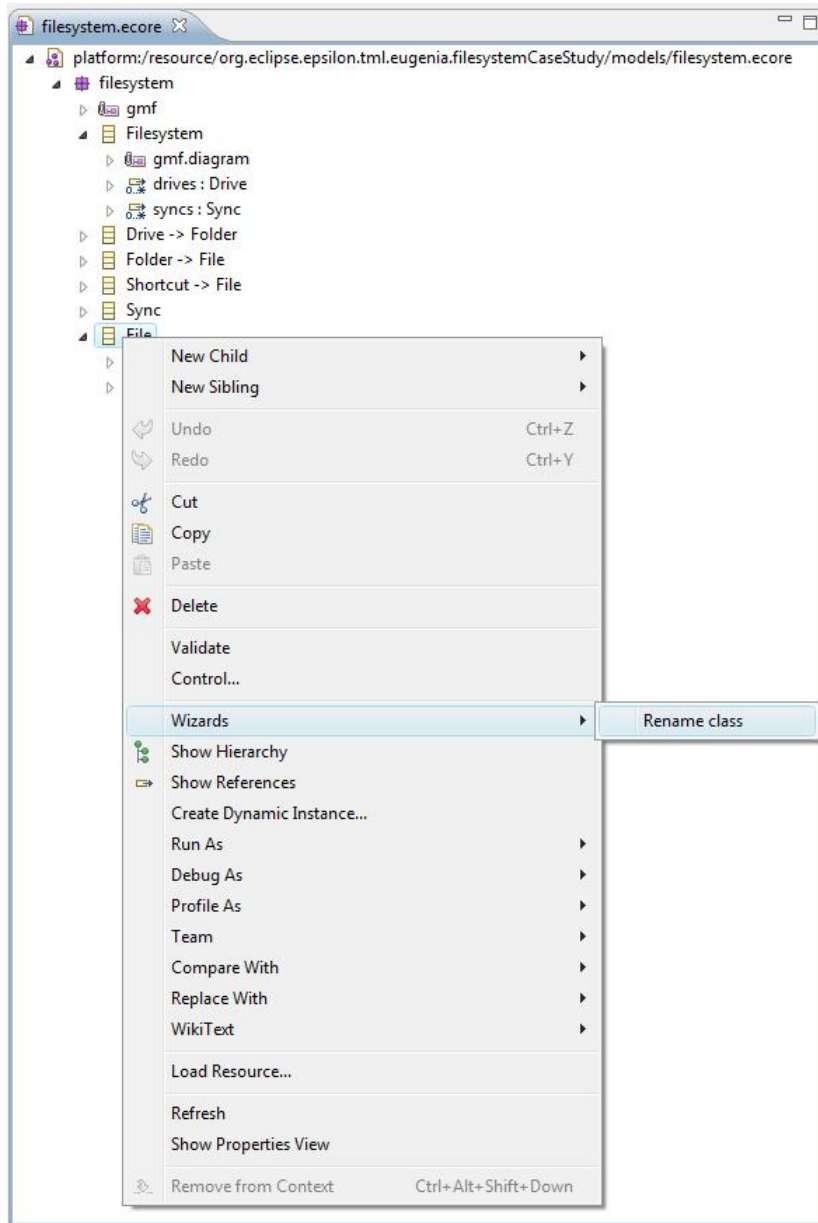 filesystem.ecore
platform:/resource/org.eclipse.epsilon.tml.eugenia.filesystemCaseStudy/models/filesystem.ecore
filesystem
gmf
Filesystem
gmf.diagram
0..* drives : Drive
0..* syncs : Sync
Drive -> Folder
Folder -> File
Shortcut -> File
Sync
File
New Child
New Sibling
Undo Ctrl+Z
Redo Ctrl+Y
Cut
Copy
Paste
Delete
Validate
Control...
Wizards Rename class
Show Hierarchy
Show References
Create Dynamic Instance...
Run As
Debug As
Profile As
Team
Compare With
Replace With
WikiText
Load Resource...
Refresh
Show Properties View
Remove from Context Ctrl+Alt+Shift+Down